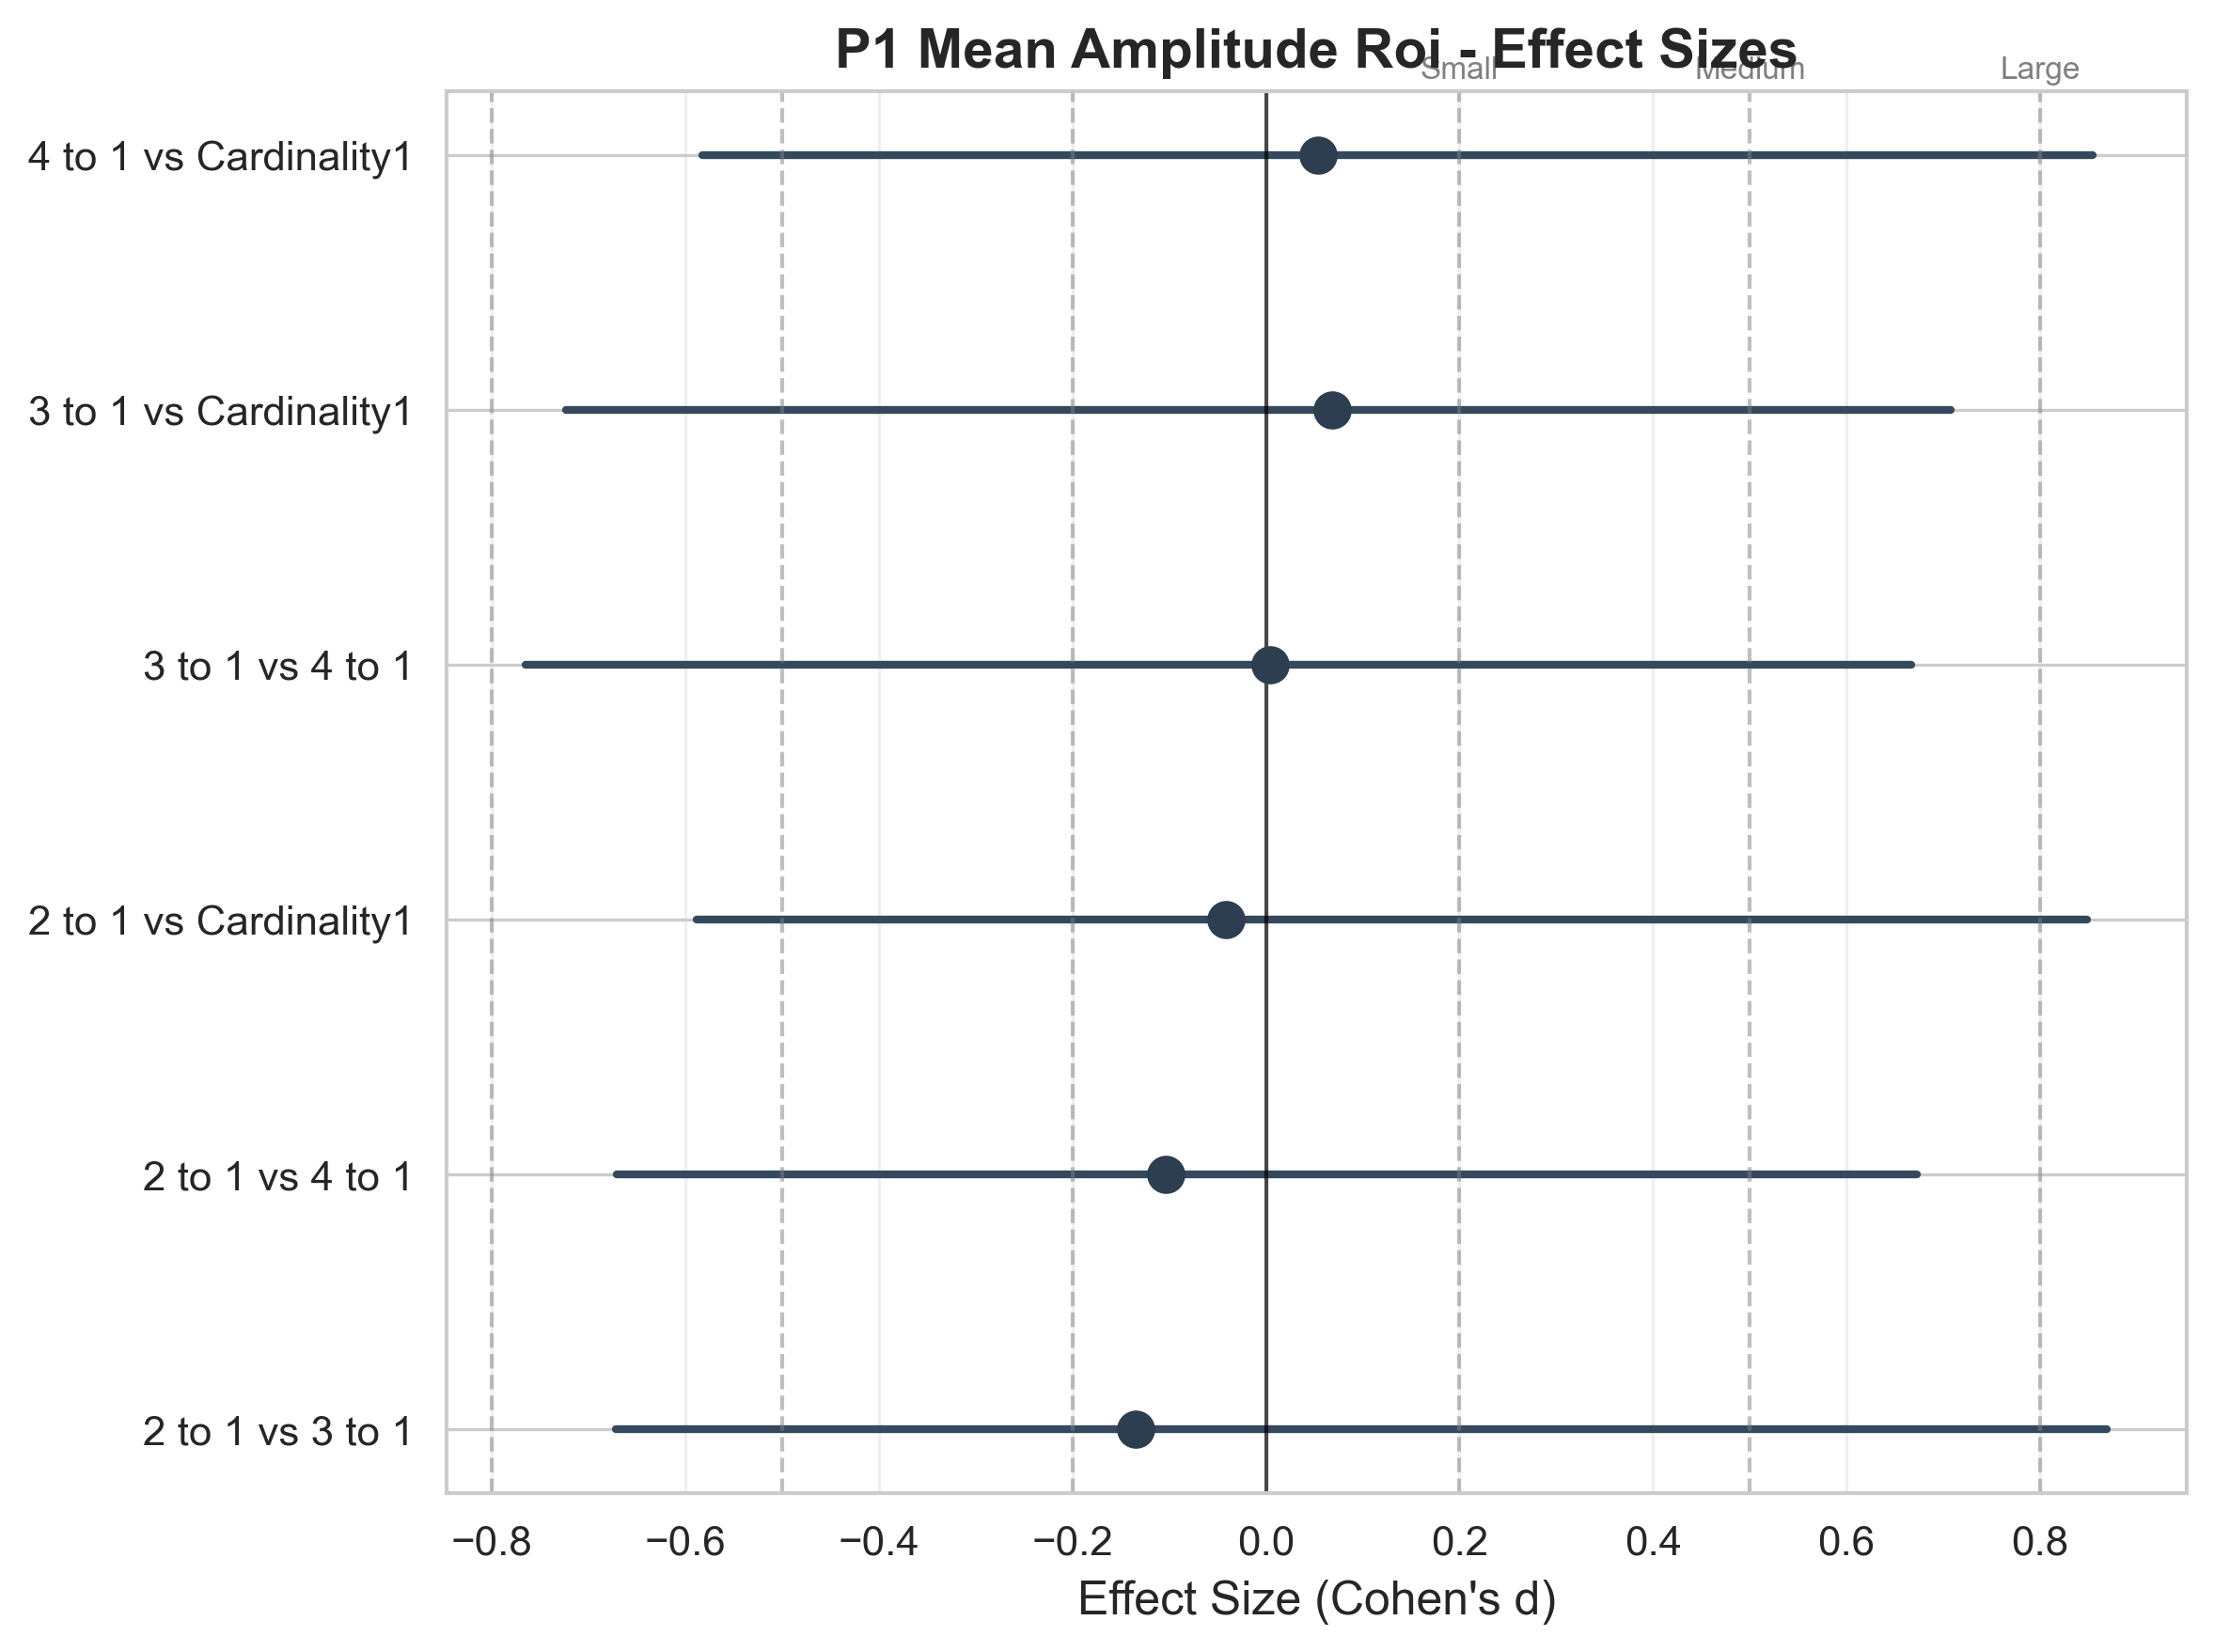 P1 Mean Amplitude Roi - Effect Sizes
Small Medium Large
4 to 1 vs Cardinality1
3 to 1 vs Cardinality1
3 to 1 vs 4 to 1
2 to 1 vs Cardinality1
2 to 1 vs 4 to 1
2 to 1 vs 3 to 1
−0.8 −0.6 −0.4 −0.2 0.0 0.2 0.4 0.6 0.8
Effect Size (Cohen's d)